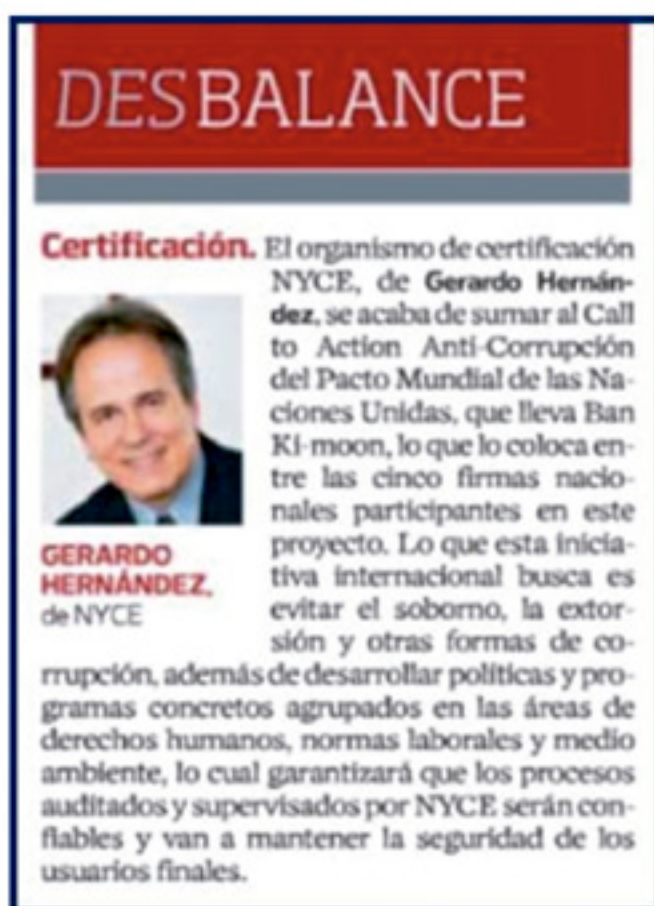 DESBALANCE
Certificación. El organismo de certificación
NYCE, de Gerardo Hernán-
dez, se acaba de sumar al Call
to Action Anti-Corrupción
del Pacto Mundial de las Na-
ciones Unidas, que lleva Ban
Ki-moon, lo que lo coloca en-
tre las cinco firmas nacio-
nales participantes en este
proyecto. Lo que esta inicia-
tiva internacional busca es
evitar el soborno, la extor-
sión y otras formas de co-
rrupción, además de desarrollar políticas y pro-
gramas concretos agrupados en las áreas de
derechos humanos, normas laborales y medio
ambiente, lo cual garantizará que los procesos
auditados y supervisados por NYCE serán con-
fiables y van a mantener la seguridad de los
usuarios finales.
GERARDO
HERNÁNDEZ,
de NYCE